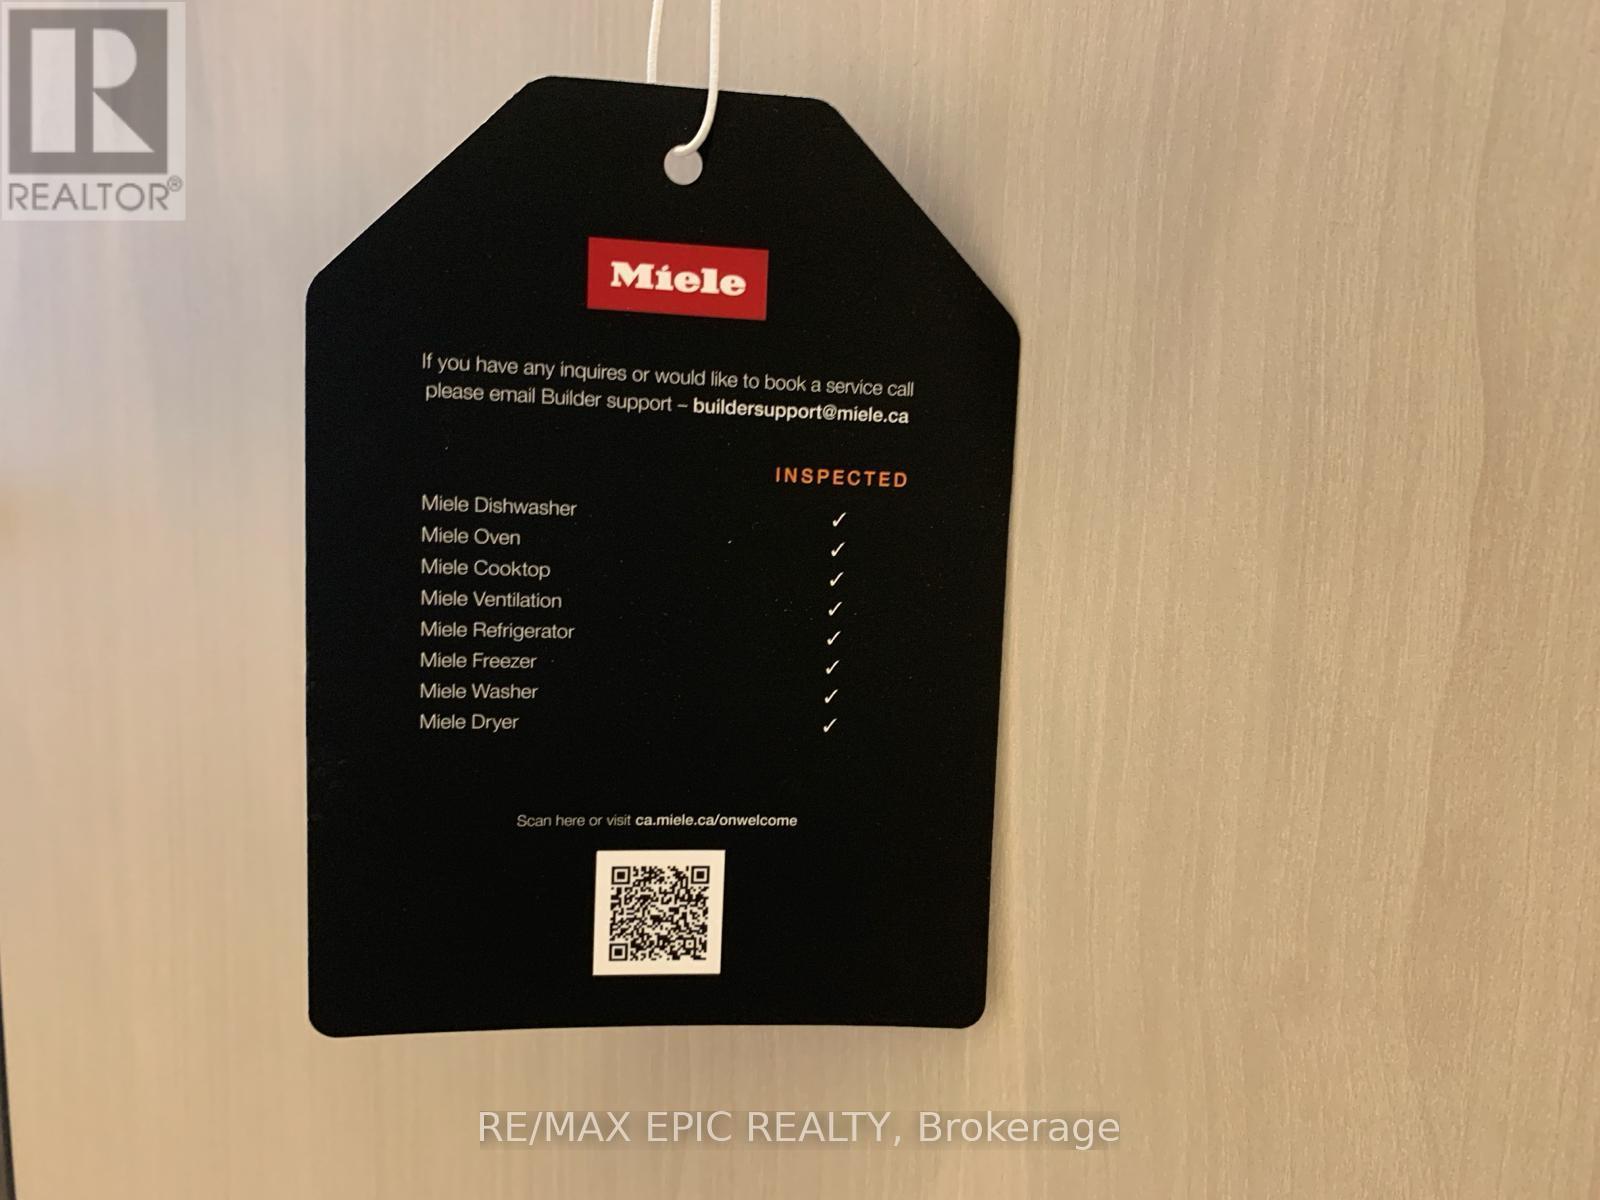 REALTOR®
Miele
If you have any inquires or would like to book a service call
please email Builder support – buildersupport@miele.ca
INSPECTED
Miele Dishwasher ✓
Miele Oven ✓
Miele Cooktop ✓
Miele Ventilation ✓
Miele Refrigerator ✓
Miele Freezer ✓
Miele Washer ✓
Miele Dryer ✓
Scan here or visit ca.miele.ca/onwelcome
RE/MAX EPIC REALTY, Brokerage